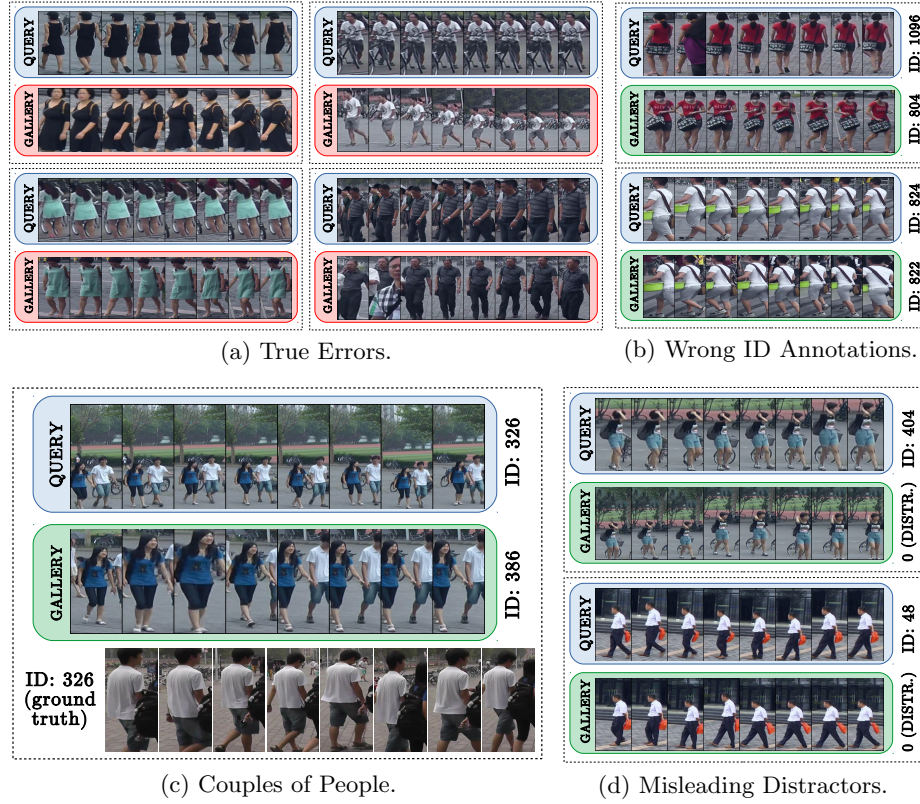 QUERY
GALLERY
QUERY
GALLERY
QUERY
GALLERY
QUERY
GALLERY
(a) True Errors.
QUERY
ID: 1096
GALLERY
ID: 804
QUERY
ID: 824
GALLERY
ID: 822
(b) Wrong ID Annotations.
QUERY
ID: 326
GALLERY
ID: 386
ID: 326
(ground
truth)
(c) Couples of People.
QUERY
ID: 404
GALLERY
0 (DISTR.)
QUERY
ID: 48
GALLERY
0 (DISTR.)
(d) Misleading Distractors.